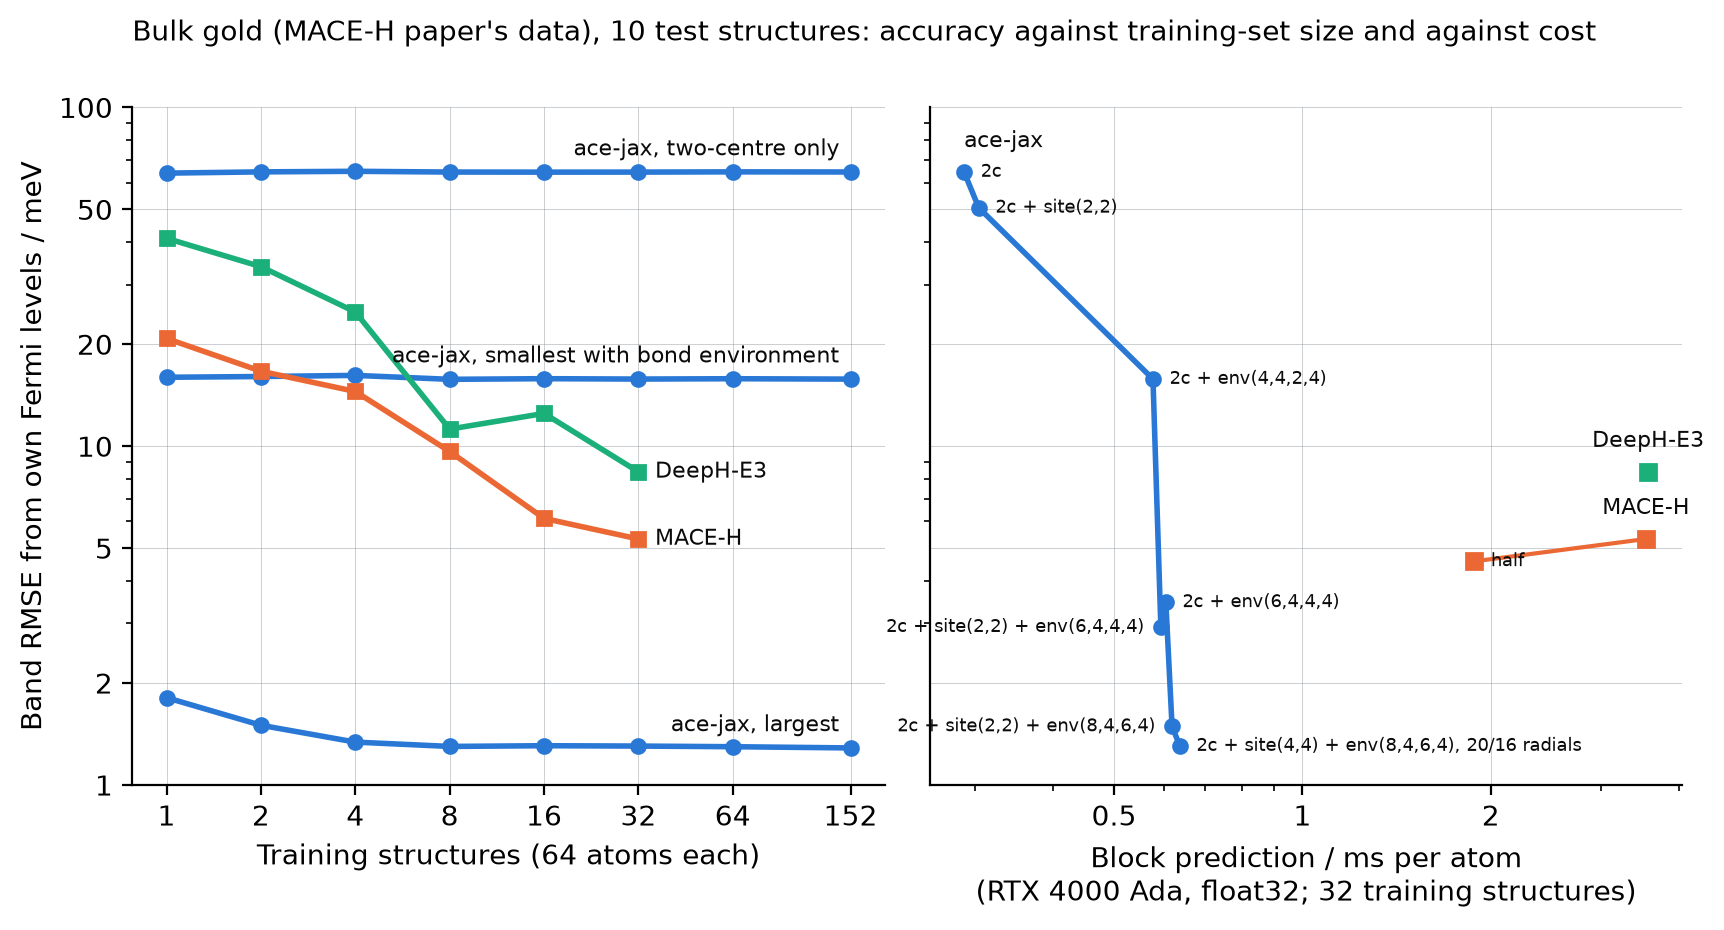 Bulk gold (MACE-H paper's data), 10 test structures: accuracy against training-set size and against cost
Band RMSE from own Fermi levels / meV
100
50
20
10
5
2
1
ace-jax, two-centre only
ace-jax, smallest with bond environment
DeepH-E3
MACE-H
ace-jax, largest
1 2 4 8 16 32 64 152
Training structures (64 atoms each)
ace-jax
2c
2c + site(2,2)
2c + env(4,4,2,4)
DeepH-E3
MACE-H
half
2c + env(6,4,4,4)
2c + site(2,2) + env(6,4,4,4)
2c + site(2,2) + env(8,4,6,4)
2c + site(4,4) + env(8,4,6,4), 20/16 radials
0.5 1 2
Block prediction / ms per atom
(RTX 4000 Ada, float32; 32 training structures)